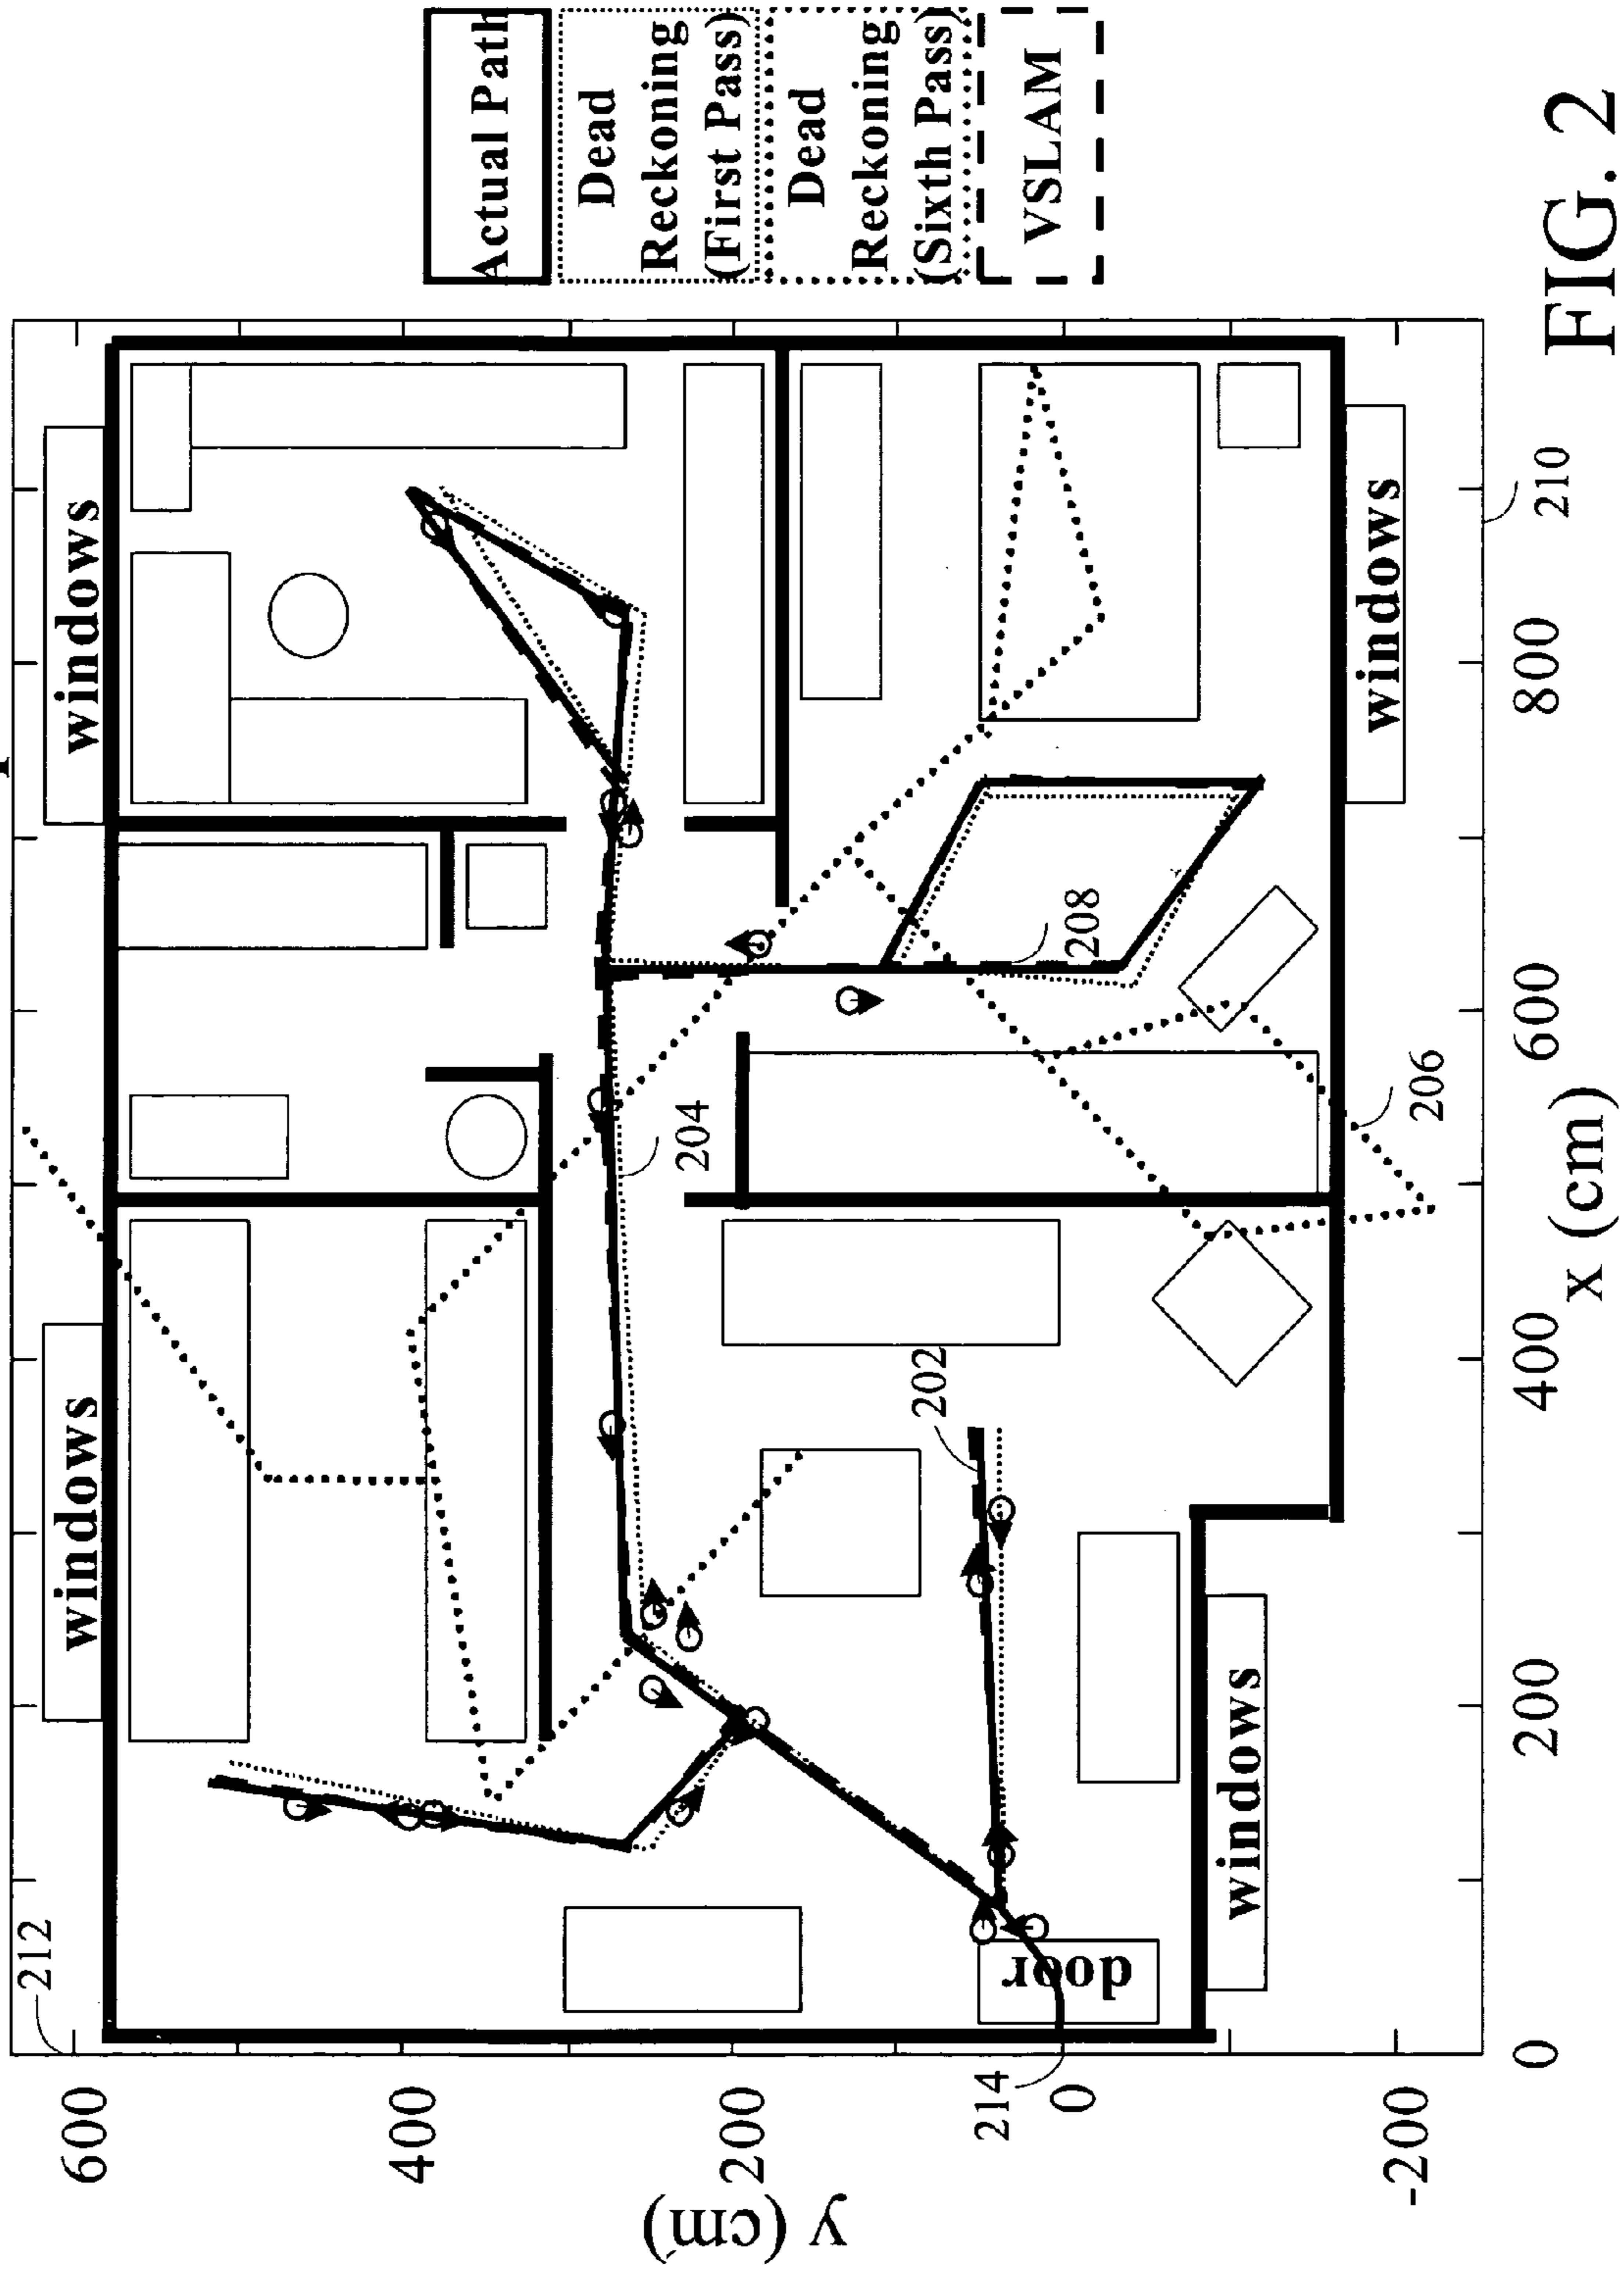 windows
windows
212
600
400
200
0
-200
y (cm)
214
door
windows
202
204
208
206
windows
210
0
200
400
600
800
x (cm)
Actual Path
Dead
Reckoning
(First Pass)
Dead
Reckoning
(Sixth Pass)
VSLAM
FIG. 2